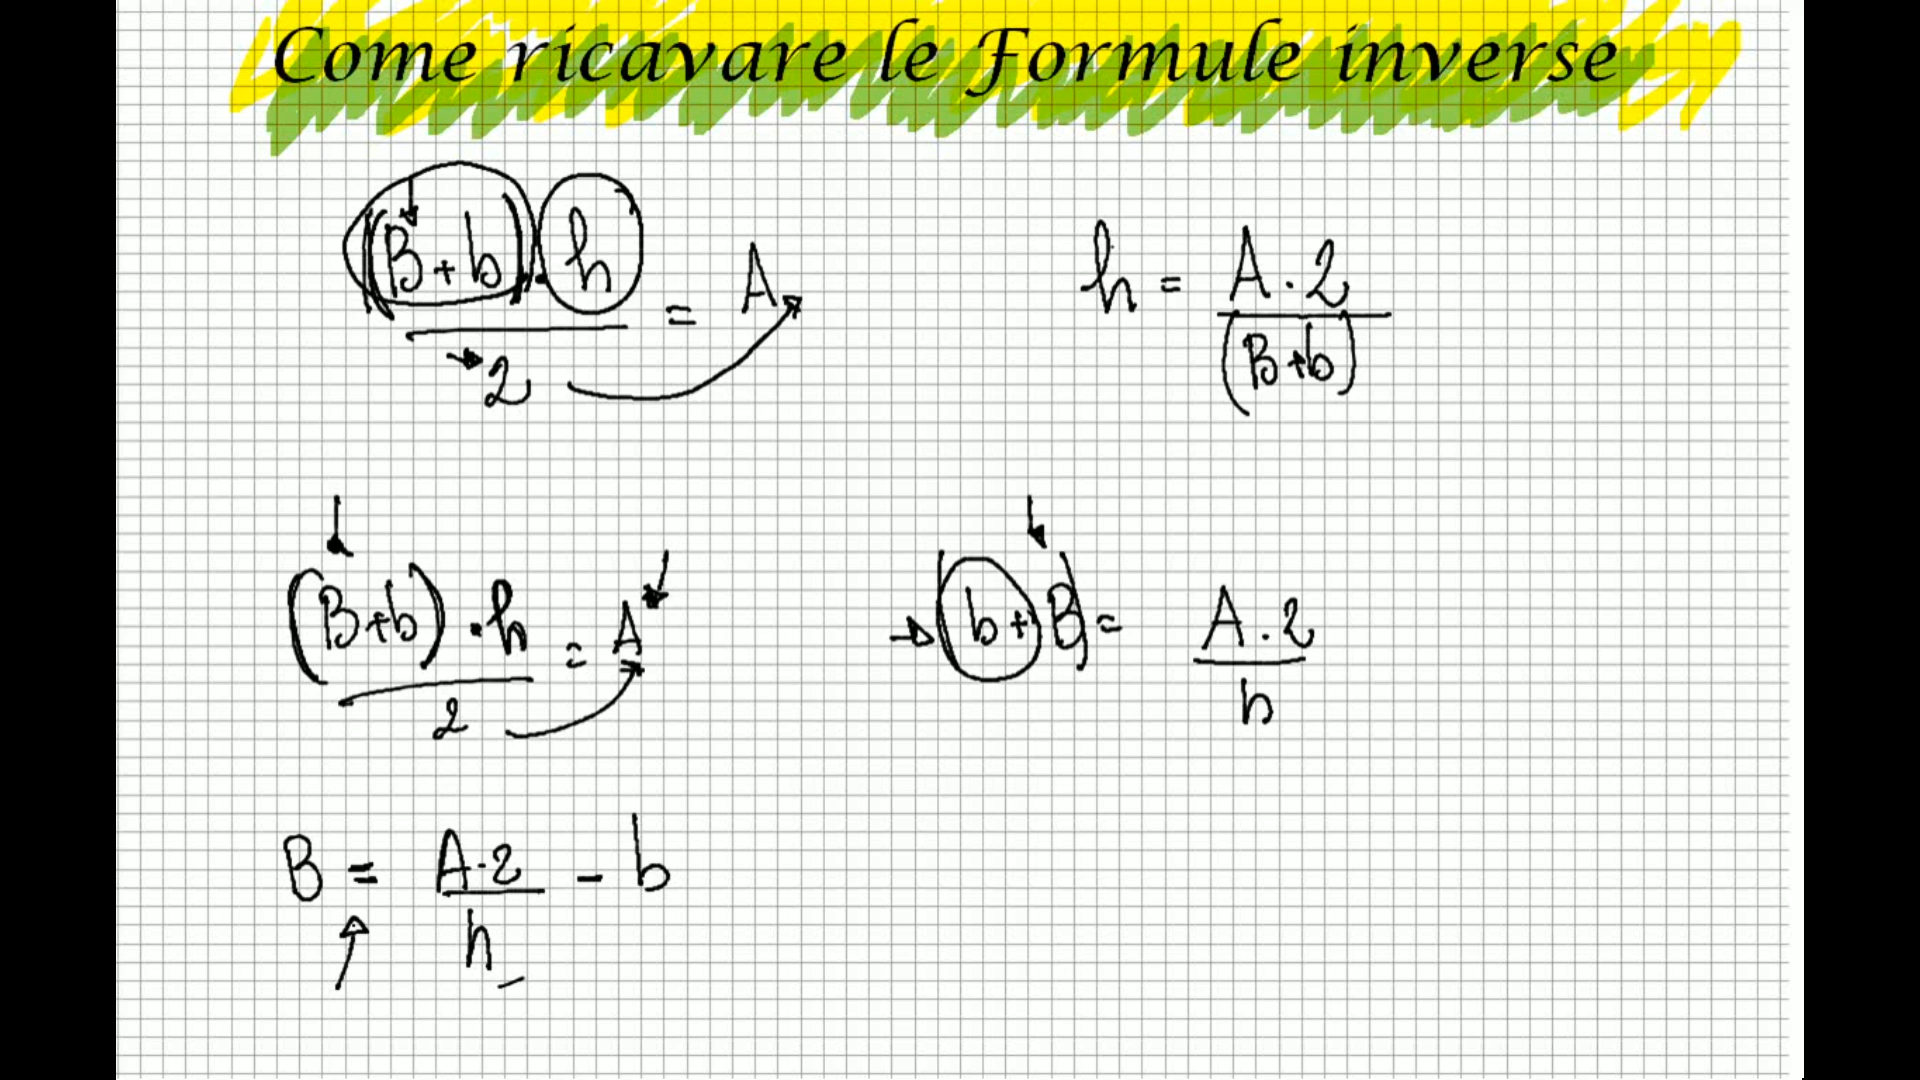 Come ricavare le Formule inverse
(B+b)·h / 2 = A
h = A·2 / (B+b)
(B+b)·h / 2 = A
(b+B) = A·2 / h
B = A·2 / h - b